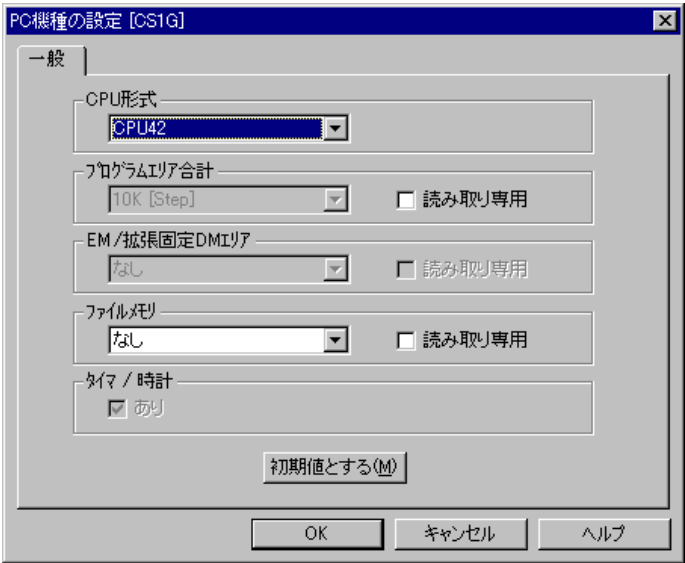 PC機種の設定 [CS1G]
一般
CPU形式
CPU42
ﾌﾟﾛｸﾞﾗﾑｴﾘｱ合計
10K [Step]
読み取り専用
EM/拡張固定DMｴﾘｱ
なし
読み取り専用
ﾌｧｲﾙﾒﾓﾘ
なし
読み取り専用
ﾀｲﾏ / 時計
あり
初期値とする(M)
OK
キャンセル
ヘルプ